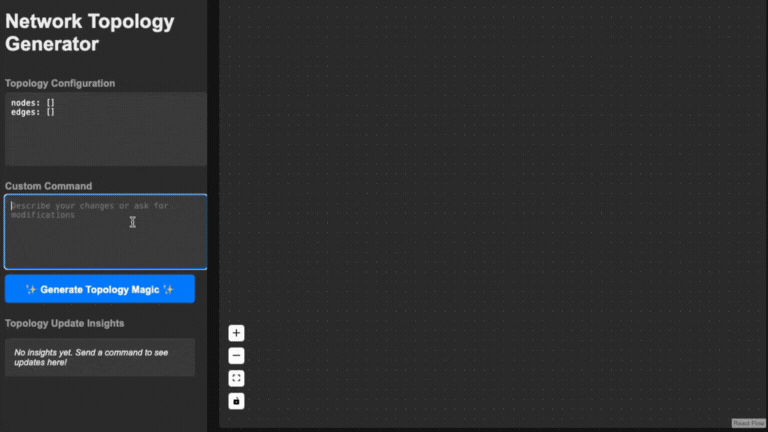 Network Topology
Generator
Topology Configuration
nodes: []
edges: []
Custom Command
Describe your changes or ask for
modifications
✨ Generate Topology Magic ✨
Topology Update Insights
No insights yet. Send a command to see
updates here!
React Flow